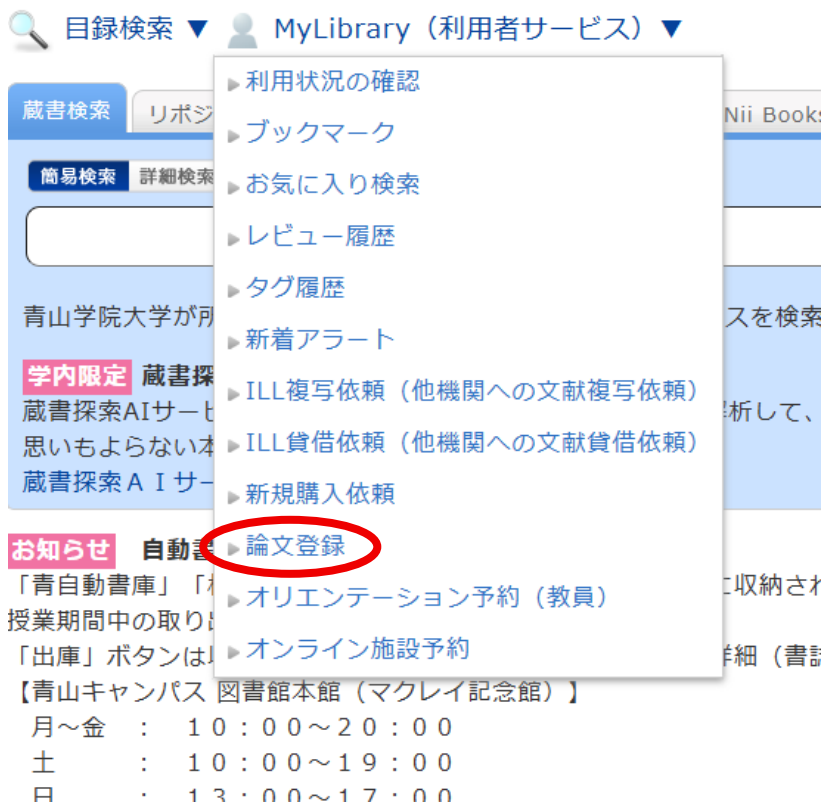 目録検索 ▼ MyLibrary（利用者サービス）▼
蔵書検索 リポジ Nii Books
簡易検索 詳細検索
利用状況の確認
ブックマーク
お気に入り検索
レビュー履歴
タグ履歴
新着アラート
ILL複写依頼（他機関への文献複写依頼）
ILL貸借依頼（他機関への文献貸借依頼）
新規購入依頼
論文登録
オリエンテーション予約（教員）
オンライン施設予約
青山学院大学が所 スを検索
学内限定 蔵書探
蔵書探索AIサービ 解析して、
思いもよらない本
蔵書探索ＡＩサー
お知らせ 自動書
「青自動書庫」「相 に収納され
授業期間中の取り出
「出庫」ボタンは以 詳細（書誌
【青山キャンパス 図書館本館（マクレイ記念館）】
月～金 ： １０：００～２０：００
土 ： １０：００～１９：００
日 ： １３：００～１７：００